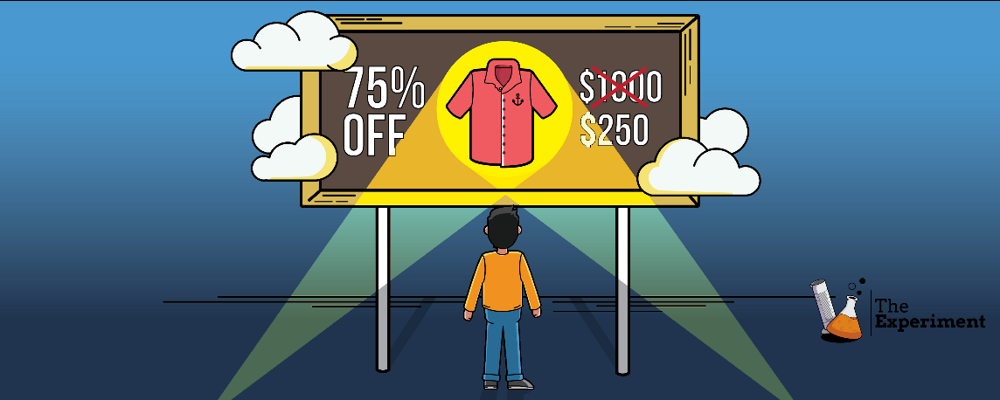 75%
OFF
$1000
$250
The
Experiment